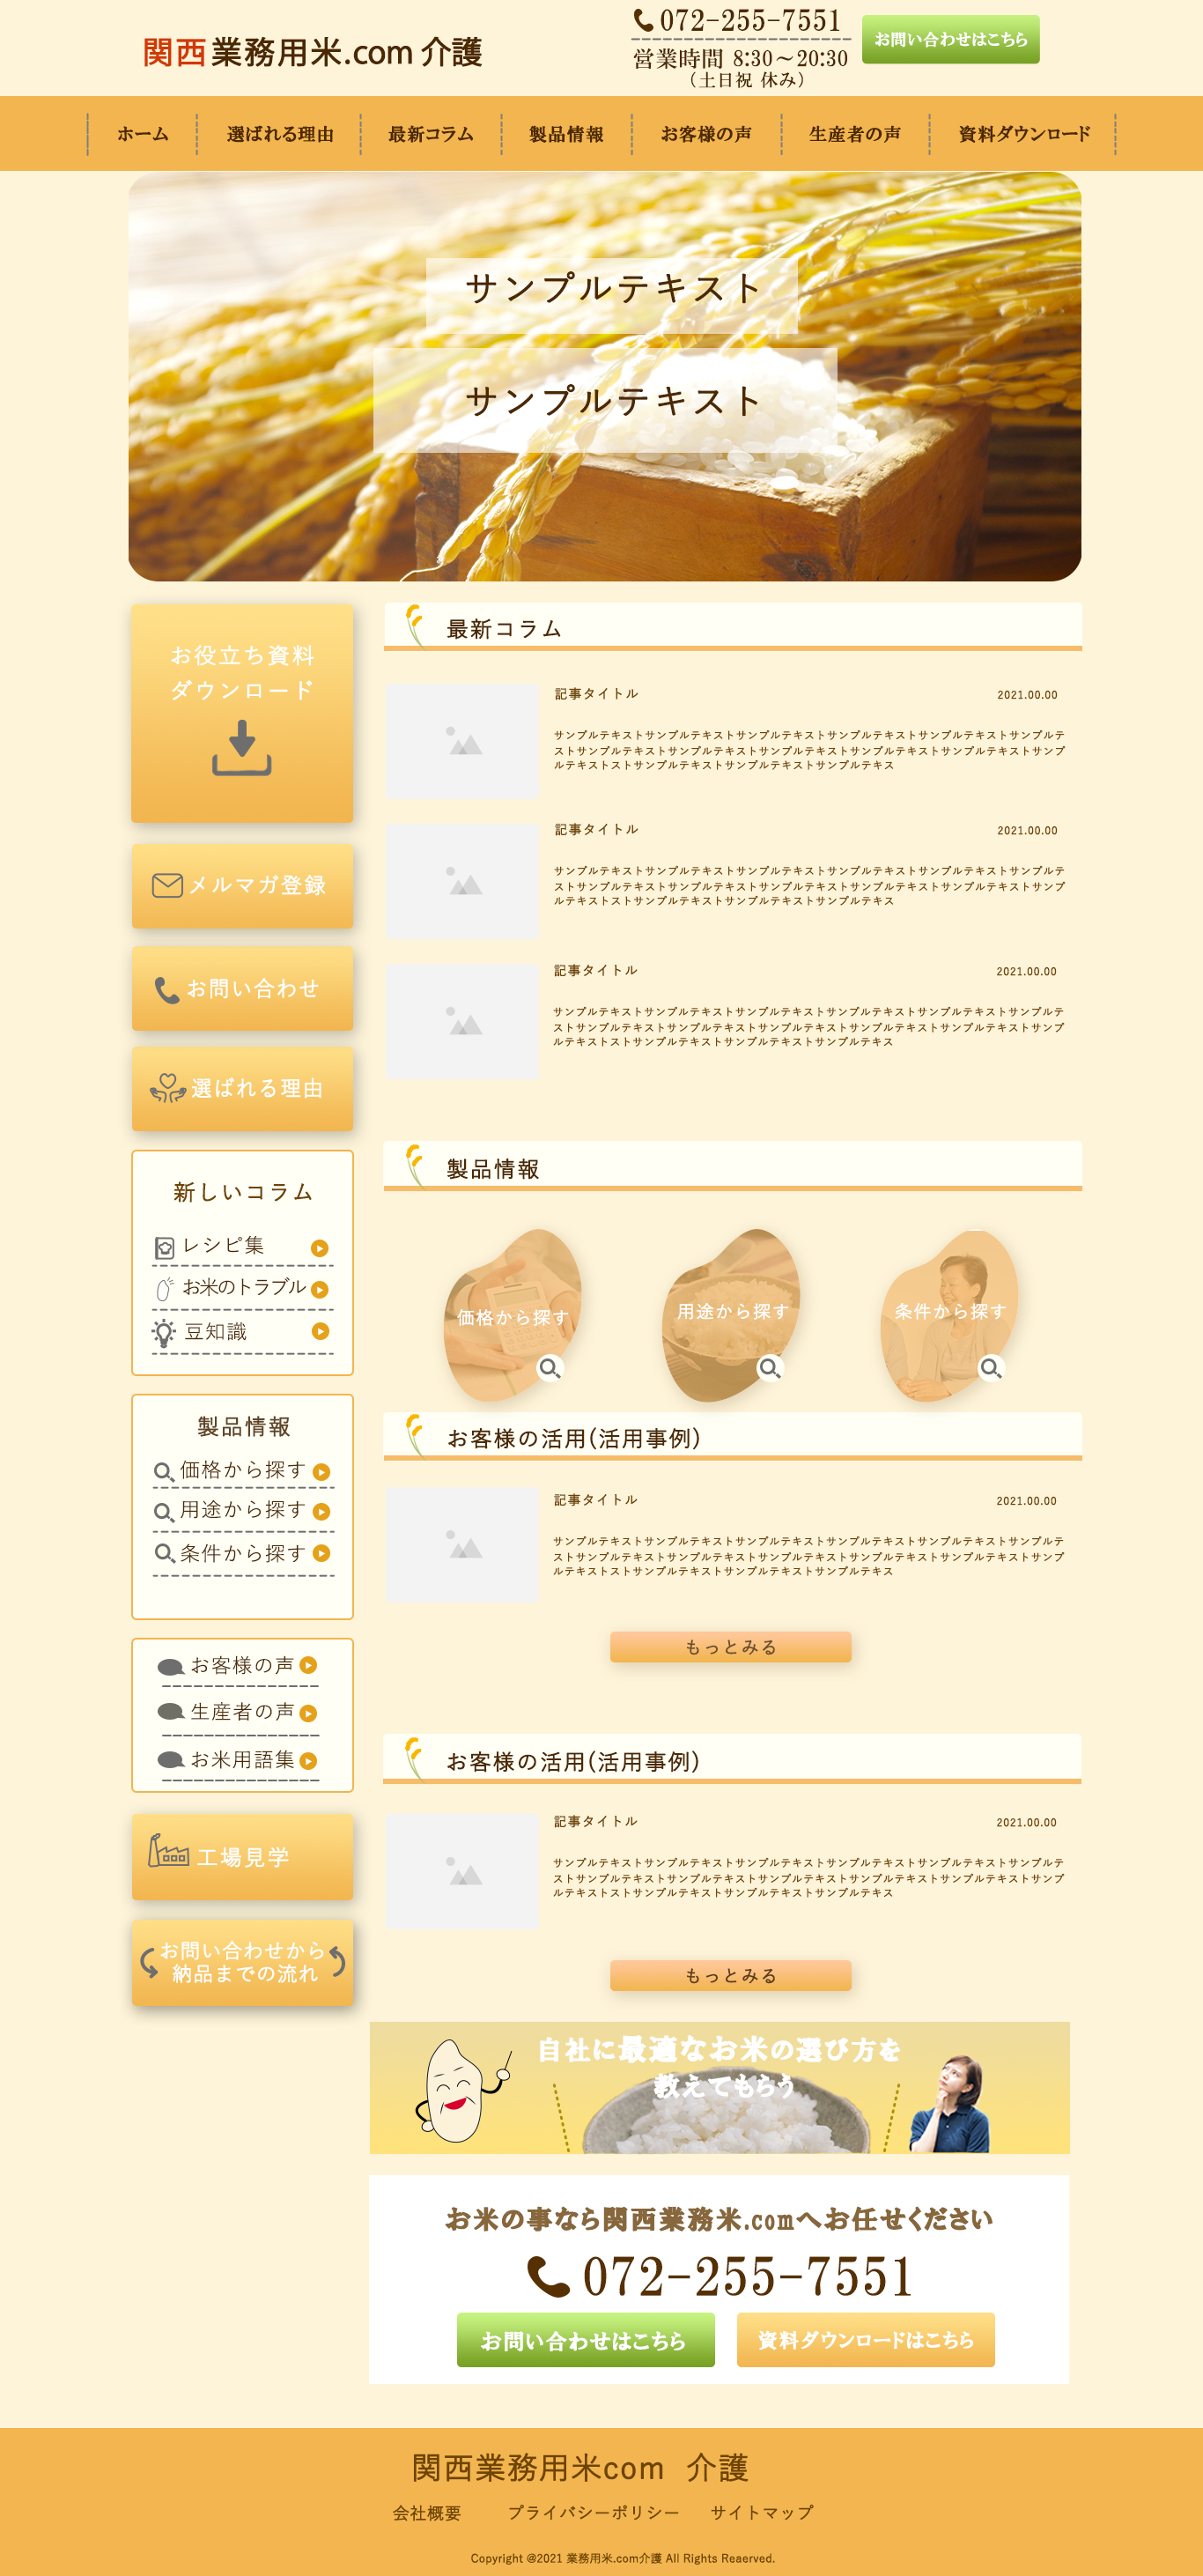 関西業務用米.com 介護
072-255-7551
営業時間 8:30～20:30
（土日祝 休み）
お問い合わせはこちら
ホーム
選ばれる理由
最新コラム
製品情報
お客様の声
生産者の声
資料ダウンロード
サンプルテキスト
サンプルテキスト
お役立ち資料
ダウンロード
メルマガ登録
お問い合わせ
選ばれる理由
新しいコラム
レシピ集
お米のトラブル
豆知識
製品情報
価格から探す
用途から探す
条件から探す
お客様の声
生産者の声
お米用語集
工場見学
お問い合わせから
納品までの流れ
最新コラム
記事タイトル
2021.00.00
サンプルテキストサンプルテキストサンプルテキストサンプルテキストサンプルテキストサンプルテ
ストサンプルテキストサンプルテキストサンプルテキストサンプルテキストサンプルテキストサンプ
ルテキストストサンプルテキストサンプルテキストサンプルテキス
記事タイトル
2021.00.00
サンプルテキストサンプルテキストサンプルテキストサンプルテキストサンプルテキストサンプルテ
ストサンプルテキストサンプルテキストサンプルテキストサンプルテキストサンプルテキストサンプ
ルテキストストサンプルテキストサンプルテキストサンプルテキス
記事タイトル
2021.00.00
サンプルテキストサンプルテキストサンプルテキストサンプルテキストサンプルテキストサンプルテ
ストサンプルテキストサンプルテキストサンプルテキストサンプルテキストサンプルテキストサンプ
ルテキストストサンプルテキストサンプルテキストサンプルテキス
製品情報
価格から探す
用途から探す
条件から探す
お客様の活用(活用事例)
記事タイトル
2021.00.00
サンプルテキストサンプルテキストサンプルテキストサンプルテキストサンプルテキストサンプルテ
ストサンプルテキストサンプルテキストサンプルテキストサンプルテキストサンプルテキストサンプ
ルテキストストサンプルテキストサンプルテキストサンプルテキス
もっとみる
お客様の活用(活用事例)
記事タイトル
2021.00.00
サンプルテキストサンプルテキストサンプルテキストサンプルテキストサンプルテキストサンプルテ
ストサンプルテキストサンプルテキストサンプルテキストサンプルテキストサンプルテキストサンプ
ルテキストストサンプルテキストサンプルテキストサンプルテキス
もっとみる
自社に最適なお米の選び方を
教えてもらう
お米の事なら関西業務米.comへお任せください
072-255-7551
お問い合わせはこちら
資料ダウンロードはこちら
関西業務用米com 介護
会社概要
プライバシーポリシー
サイトマップ
Copyright @2021 業務用米.com介護 All Rights Reaerved.